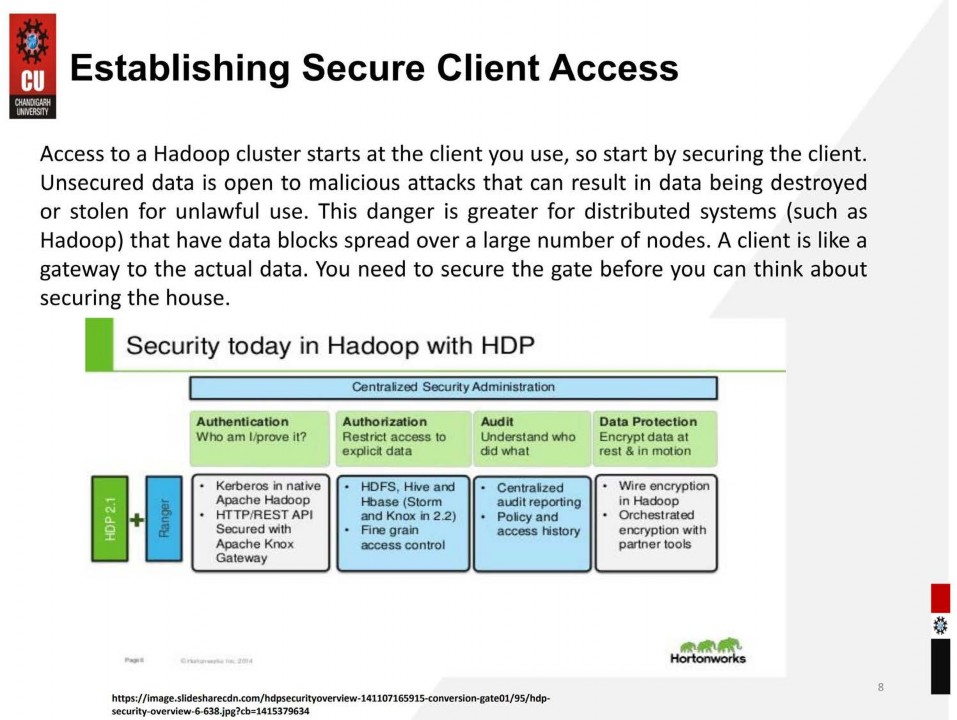 CU
CHANDIGARH
UNIVERSITY
Establishing Secure Client Access
Access to a Hadoop cluster starts at the client you use, so start by securing the client.
Unsecured data is open to malicious attacks that can result in data being destroyed
or stolen for unlawful use. This danger is greater for distributed systems (such as
Hadoop) that have data blocks spread over a large number of nodes. A client is like a
gateway to the actual data. You need to secure the gate before you can think about
securing the house.
Security today in Hadoop with HDP
Centralized Security Administration
Authentication
Who am I/prove it?
Authorization
Restrict access to
explicit data
Audit
Understand who
did what
Data Protection
Encrypt data at
rest & in motion
HDP 2.1
+
Ranger
• Kerberos in native
Apache Hadoop
• HTTP/REST API
Secured with
Apache Knox
Gateway
• HDFS, Hive and
Hbase (Storm
and Knox in 2.2)
• Fine grain
access control
• Centralized
audit reporting
• Policy and
access history
• Wire encryption
in Hadoop
• Orchestrated
encryption with
partner tools
Page 6
© Hortonworks Inc. 2014
Hortonworks
8
https://image.slidesharecdn.com/hdpsecurityoverview-141107165915-conversion-gate01/95/hdp-
security-overview-6-638.jpg?cb=1415379634